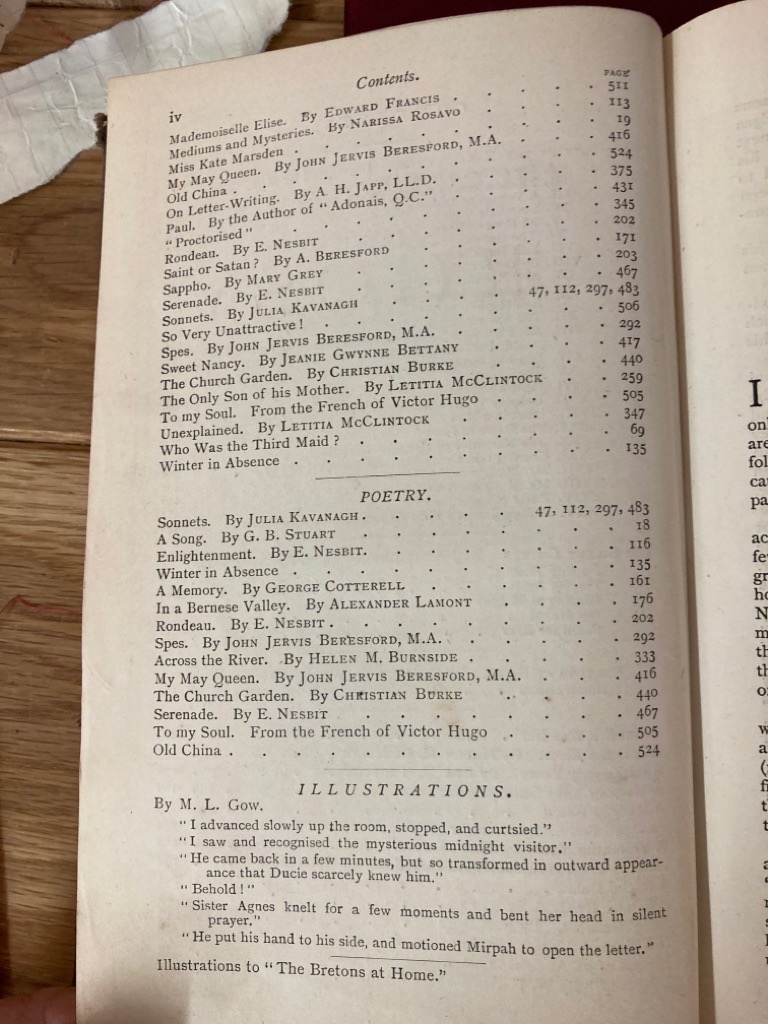 iv Contents.
PAGE
Mademoiselle Elise. By EDWARD FRANCIS . . . . . 511
Mediums and Mysteries. By NARISSA ROSAVO . . . . 113
Miss Kate Marsden . . . . . . . . 19
My May Queen. By JOHN JERVIS BERESFORD, M.A. . . . 416
Old China . . . . . . . . . 524
On Letter-Writing. By A. H. JAPP, LL.D. . . . . . 375
Paul. By the Author of "Adonais, Q.C." . . . . . 431
"Proctorised" . . . . . . . . 345
Rondeau. By E. NESBIT . . . . . . . 202
Saint or Satan? By A. BERESFORD . . . . . . 171
Sappho. By MARY GREY . . . . . . . 203
Serenade. By E. NESBIT . . . . . . . 467
Sonnets. By JULIA KAVANAGH . . . . 47, 112, 297, 483
So Very Unattractive! . . . . . . . 506
Spes. By JOHN JERVIS BERESFORD, M.A. . . . . . 292
Sweet Nancy. By JEANIE GWYNNE BETTANY . . . . 417
The Church Garden. By CHRISTIAN BURKE . . . . 440
The Only Son of his Mother. By LETITIA MCCLINTOCK . . 259
To my Soul. From the French of Victor Hugo . . . . 505
Unexplained. By LETITIA MCCLINTOCK . . . . . 347
Who Was the Third Maid? . . . . . . . 69
Winter in Absence . . . . . . . . 135
POETRY.
Sonnets. By JULIA KAVANAGH . . . . . 47, 112, 297, 483
A Song. By G. B. STUART . . . . . . . 18
Enlightenment. By E. NESBIT. . . . . . . 116
Winter in Absence . . . . . . . . . 135
A Memory. By GEORGE COTTERELL . . . . . . 161
In a Bernese Valley. By ALEXANDER LAMONT . . . . 176
Rondeau. By E. NESBIT . . . . . . . . 202
Spes. By JOHN JERVIS BERESFORD, M.A. . . . . . 292
Across the River. By HELEN M. BURNSIDE . . . . . 333
My May Queen. By JOHN JERVIS BERESFORD, M.A. . . . 416
The Church Garden. By CHRISTIAN BURKE . . . . 440
Serenade. By E. NESBIT . . . . . . . 467
To my Soul. From the French of Victor Hugo . . . . 505
Old China . . . . . . . . . . 524
ILLUSTRATIONS.
By M. L. Gow.
"I advanced slowly up the room, stopped, and curtsied."
"I saw and recognised the mysterious midnight visitor."
"He came back in a few minutes, but so transformed in outward appear-
ance that Ducie scarcely knew him."
"Behold!"
"Sister Agnes knelt for a few moments and bent her head in silent
prayer."
"He put his hand to his side, and motioned Mirpah to open the letter."
Illustrations to "The Bretons at Home."